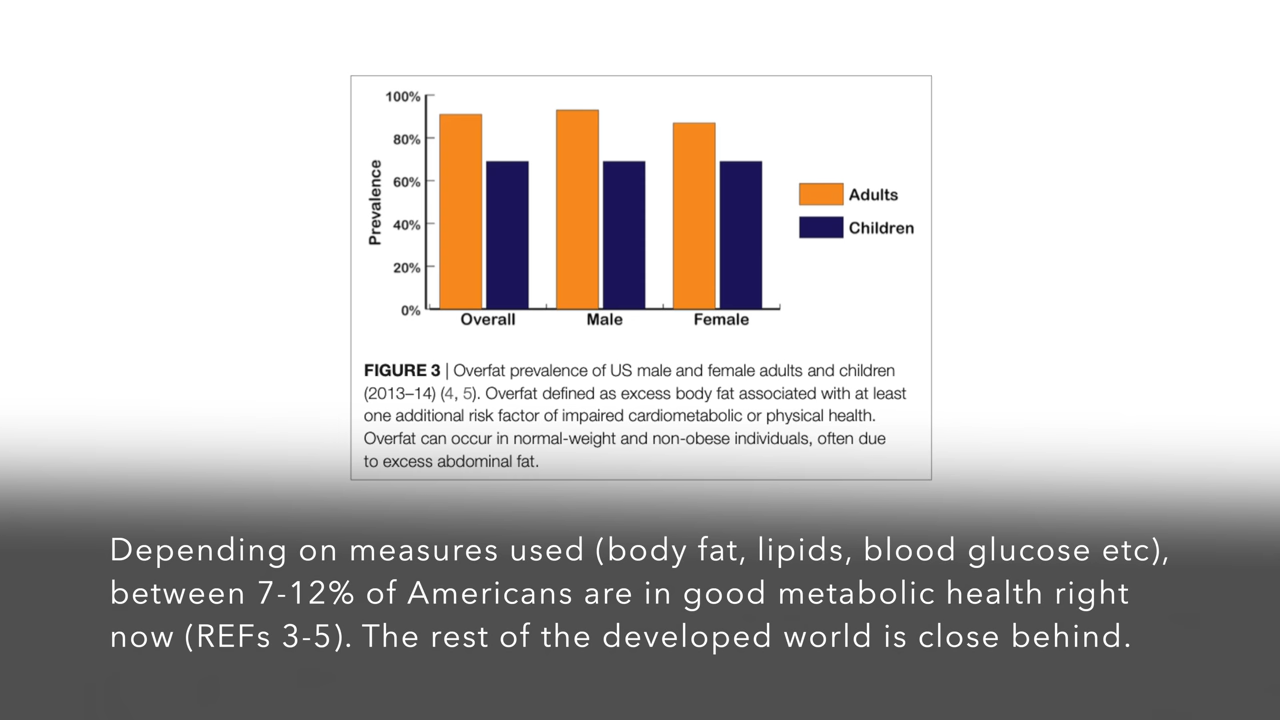 100%
80%
60%
40%
20%
0%
Prevalence
Overall
Male
Female
Adults
Children
FIGURE 3 | Overfat prevalence of US male and female adults and children
(2013–14) (4, 5). Overfat defined as excess body fat associated with at least
one additional risk factor of impaired cardiometabolic or physical health.
Overfat can occur in normal-weight and non-obese individuals, often due
to excess abdominal fat.
Depending on measures used (body fat, lipids, blood glucose etc),
between 7-12% of Americans are in good metabolic health right
now (REFs 3-5). The rest of the developed world is close behind.